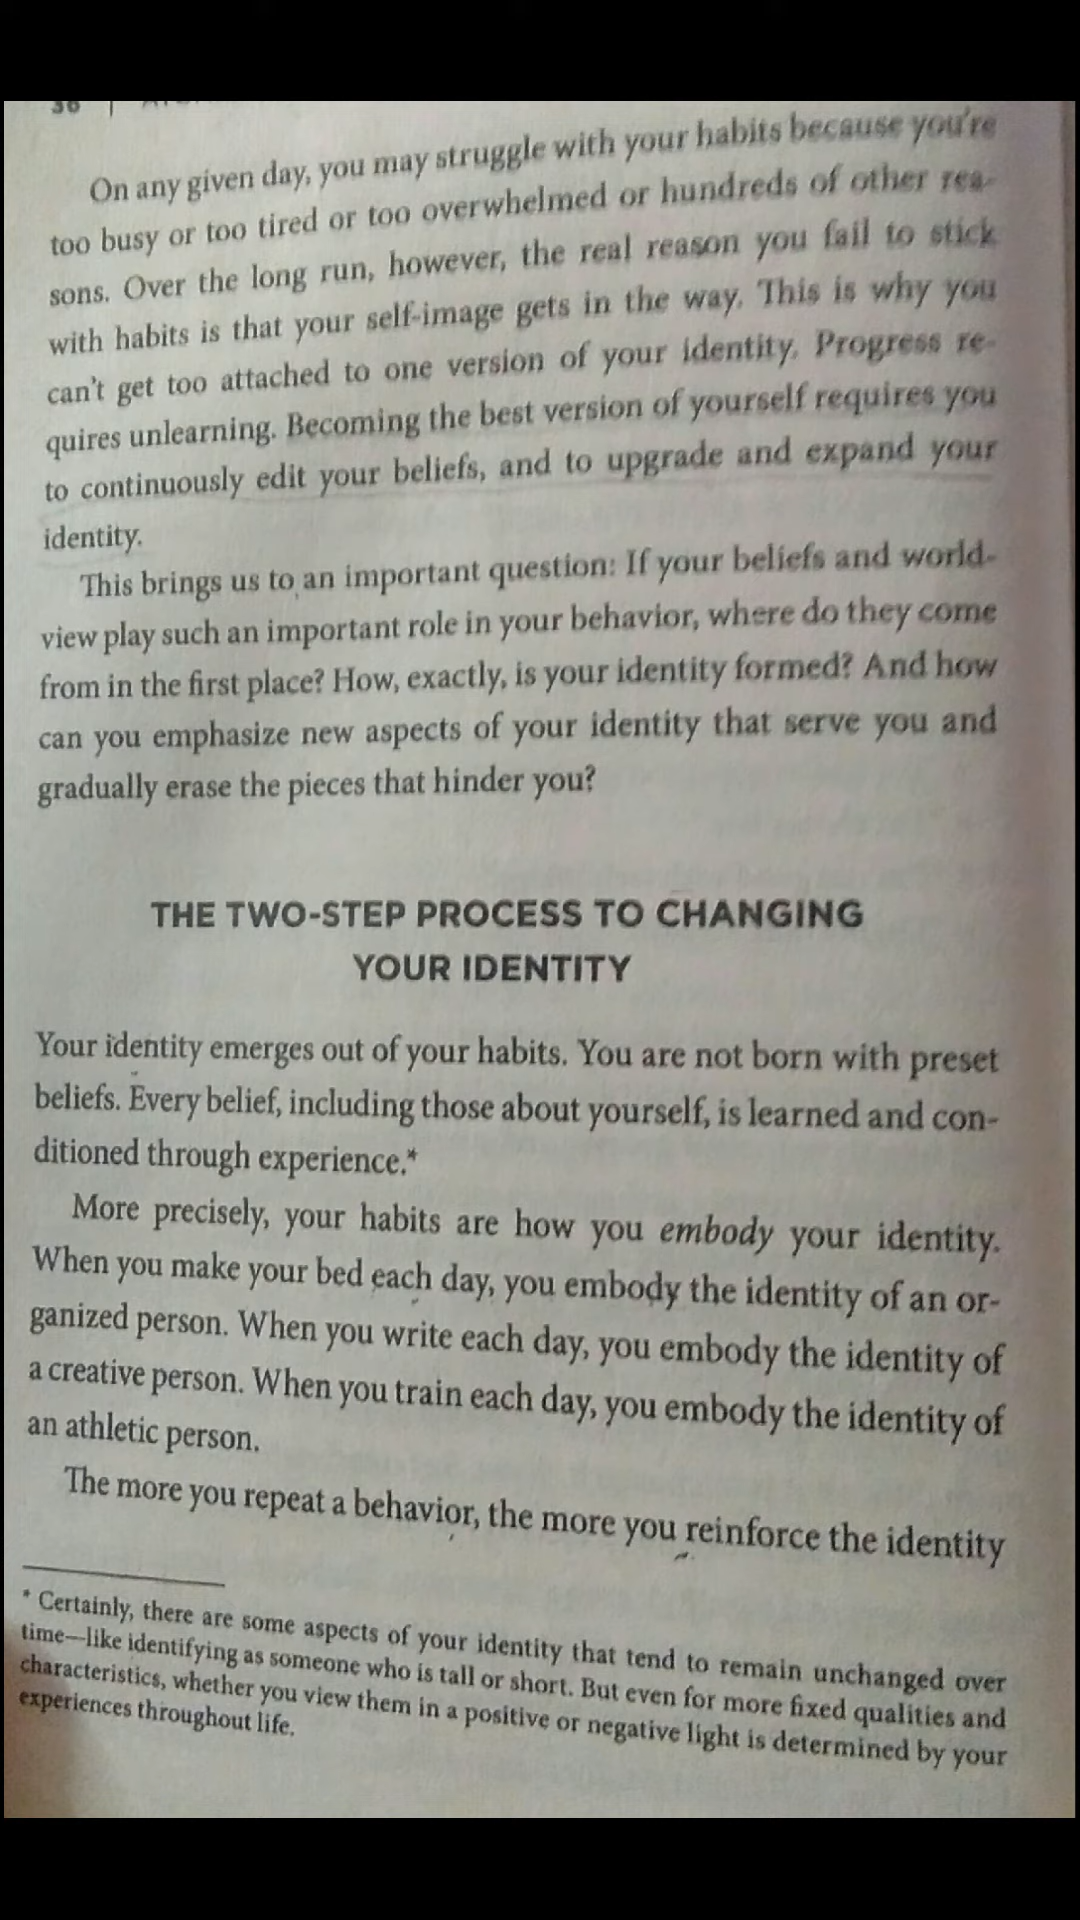 36 |
On any given day, you may struggle with your habits because you're
too busy or too tired or too overwhelmed or hundreds of other rea-
sons. Over the long run, however, the real reason you fail to stick
with habits is that your self-image gets in the way. This is why you
can't get too attached to one version of your identity. Progress re-
quires unlearning. Becoming the best version of yourself requires you
to continuously edit your beliefs, and to upgrade and expand your
identity.
This brings us to an important question: If your beliefs and world-
view play such an important role in your behavior, where do they come
from in the first place? How, exactly, is your identity formed? And how
can you emphasize new aspects of your identity that serve you and
gradually erase the pieces that hinder you?
THE TWO-STEP PROCESS TO CHANGING
YOUR IDENTITY
Your identity emerges out of your habits. You are not born with preset
beliefs. Every belief, including those about yourself, is learned and con-
ditioned through experience.*
More precisely, your habits are how you embody your identity.
When you make your bed each day, you embody the identity of an or-
ganized person. When you write each day, you embody the identity of
a creative person. When you train each day, you embody the identity of
an athletic person.
The more you repeat a behavior, the more you reinforce the identity
* Certainly, there are some aspects of your identity that tend to remain unchanged over
time—like identifying as someone who is tall or short. But even for more fixed qualities and
characteristics, whether you view them in a positive or negative light is determined by your
experiences throughout life.